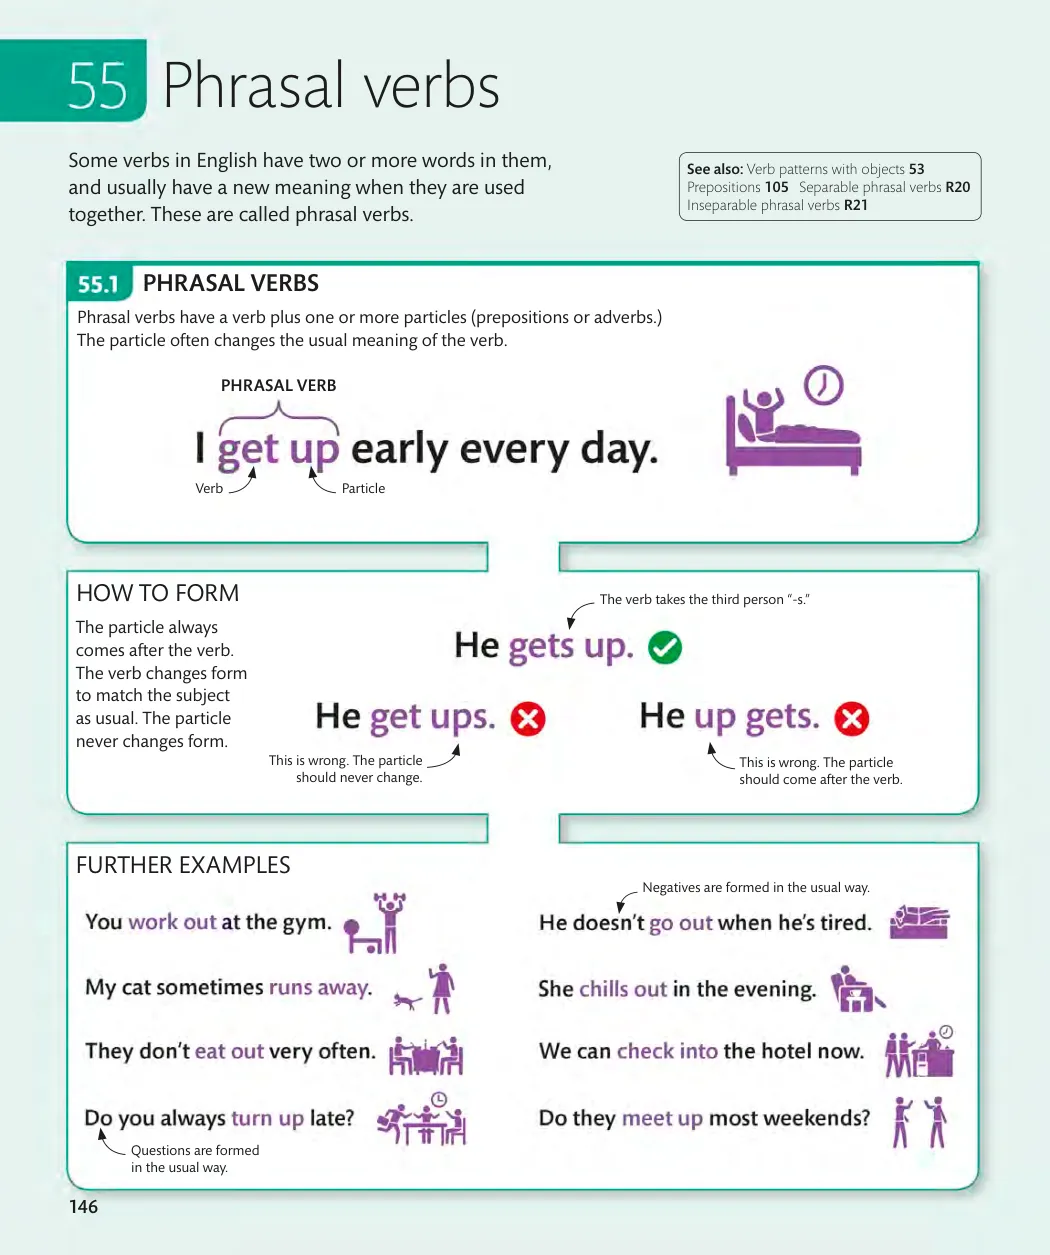 55 Phrasal verbs
Some verbs in English have two or more words in them,
and usually have a new meaning when they are used
together. These are called phrasal verbs.
See also: Verb patterns with objects 53
Prepositions 105 Separable phrasal verbs R20
Inseparable phrasal verbs R21
55.1 PHRASAL VERBS
Phrasal verbs have a verb plus one or more particles (prepositions or adverbs.)
The particle often changes the usual meaning of the verb.
PHRASAL VERB
I get up early every day.
Verb
Particle
HOW TO FORM
The particle always
comes after the verb.
The verb changes form
to match the subject
as usual. The particle
never changes form.
The verb takes the third person “-s.”
He gets up.
He get ups.
This is wrong. The particle
should never change.
He up gets.
This is wrong. The particle
should come after the verb.
FURTHER EXAMPLES
You work out at the gym.
My cat sometimes runs away.
They don’t eat out very often.
Do you always turn up late?
Questions are formed
in the usual way.
Negatives are formed in the usual way.
He doesn’t go out when he’s tired.
She chills out in the evening.
We can check into the hotel now.
Do they meet up most weekends?
146